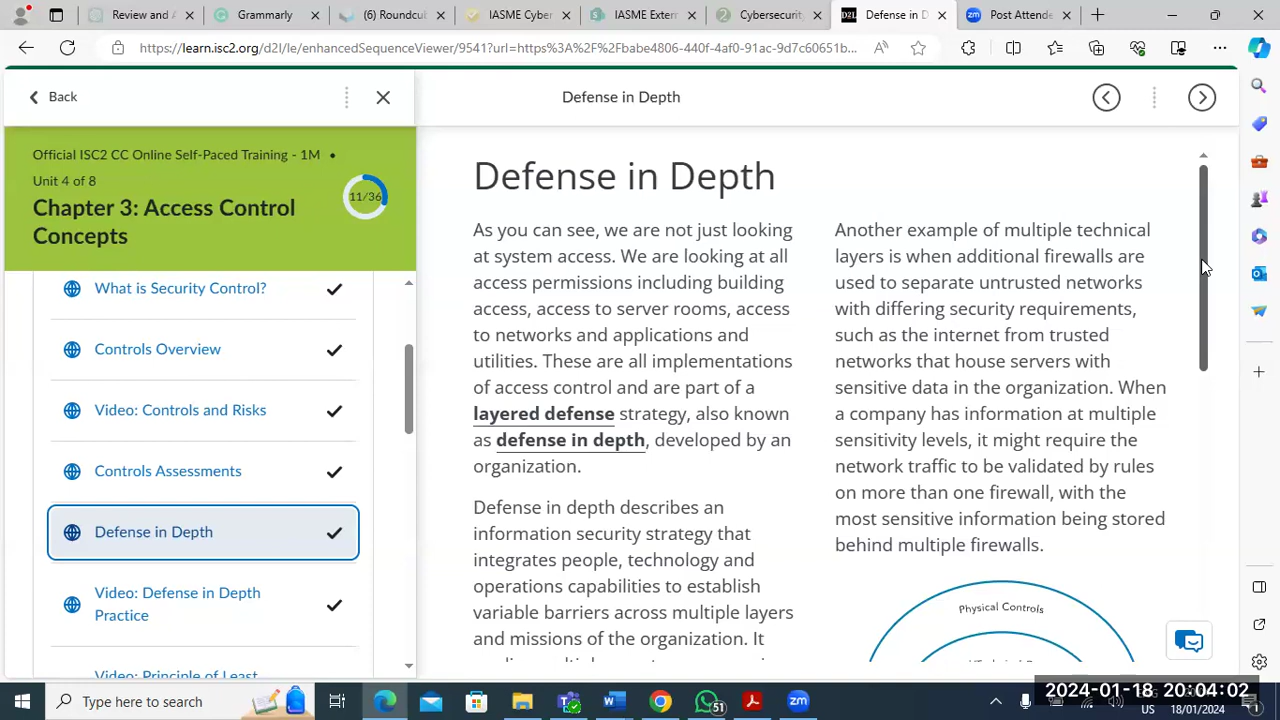 Review and A
Grammarly
(6) Roundcub
IASME Cyber
IASME Extern
Cybersecurity
D2L
Defense in D
Post Attende
https://learn.isc2.org/d2l/le/enhancedSequenceViewer/9541?url=https%3A%2F%2Fbabe4806-440f-4af0-91ac-9d7c60651b...
Back
Defense in Depth
Official ISC2 CC Online Self-Paced Training - 1M •
Unit 4 of 8
Chapter 3: Access Control
Concepts
11/36
What is Security Control?
Controls Overview
Video: Controls and Risks
Controls Assessments
Defense in Depth
Video: Defense in Depth
Practice
Video: Principle of Least
Defense in Depth
As you can see, we are not just looking
at system access. We are looking at all
access permissions including building
access, access to server rooms, access
to networks and applications and
utilities. These are all implementations
of access control and are part of a
layered defense strategy, also known
as defense in depth, developed by an
organization.
Defense in depth describes an
information security strategy that
integrates people, technology and
operations capabilities to establish
variable barriers across multiple layers
and missions of the organization. It
Another example of multiple technical
layers is when additional firewalls are
used to separate untrusted networks
with differing security requirements,
such as the internet from trusted
networks that house servers with
sensitive data in the organization. When
a company has information at multiple
sensitivity levels, it might require the
network traffic to be validated by rules
on more than one firewall, with the
most sensitive information being stored
behind multiple firewalls.
Physical Controls
Type here to search
51
zm
2024-01-18 20:04:02
US
18/01/2024